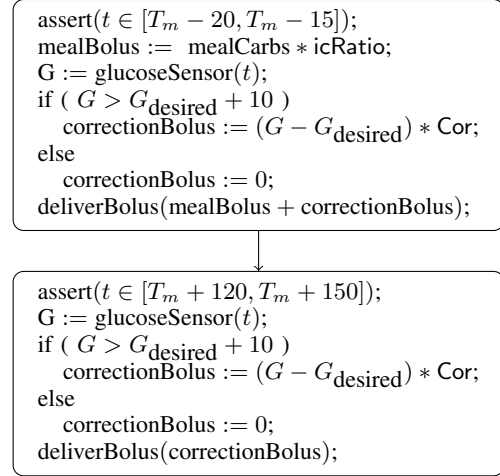 assert(t ∈ [T_m − 20, T_m − 15]);
mealBolus := mealCarbs ∗ icRatio;
G := glucoseSensor(t);
if ( G > G_desired + 10 )
correctionBolus := (G − G_desired) ∗ Cor;
else
correctionBolus := 0;
deliverBolus(mealBolus + correctionBolus);
assert(t ∈ [T_m + 120, T_m + 150]);
G := glucoseSensor(t);
if ( G > G_desired + 10 )
correctionBolus := (G − G_desired) ∗ Cor;
else
correctionBolus := 0;
deliverBolus(correctionBolus);